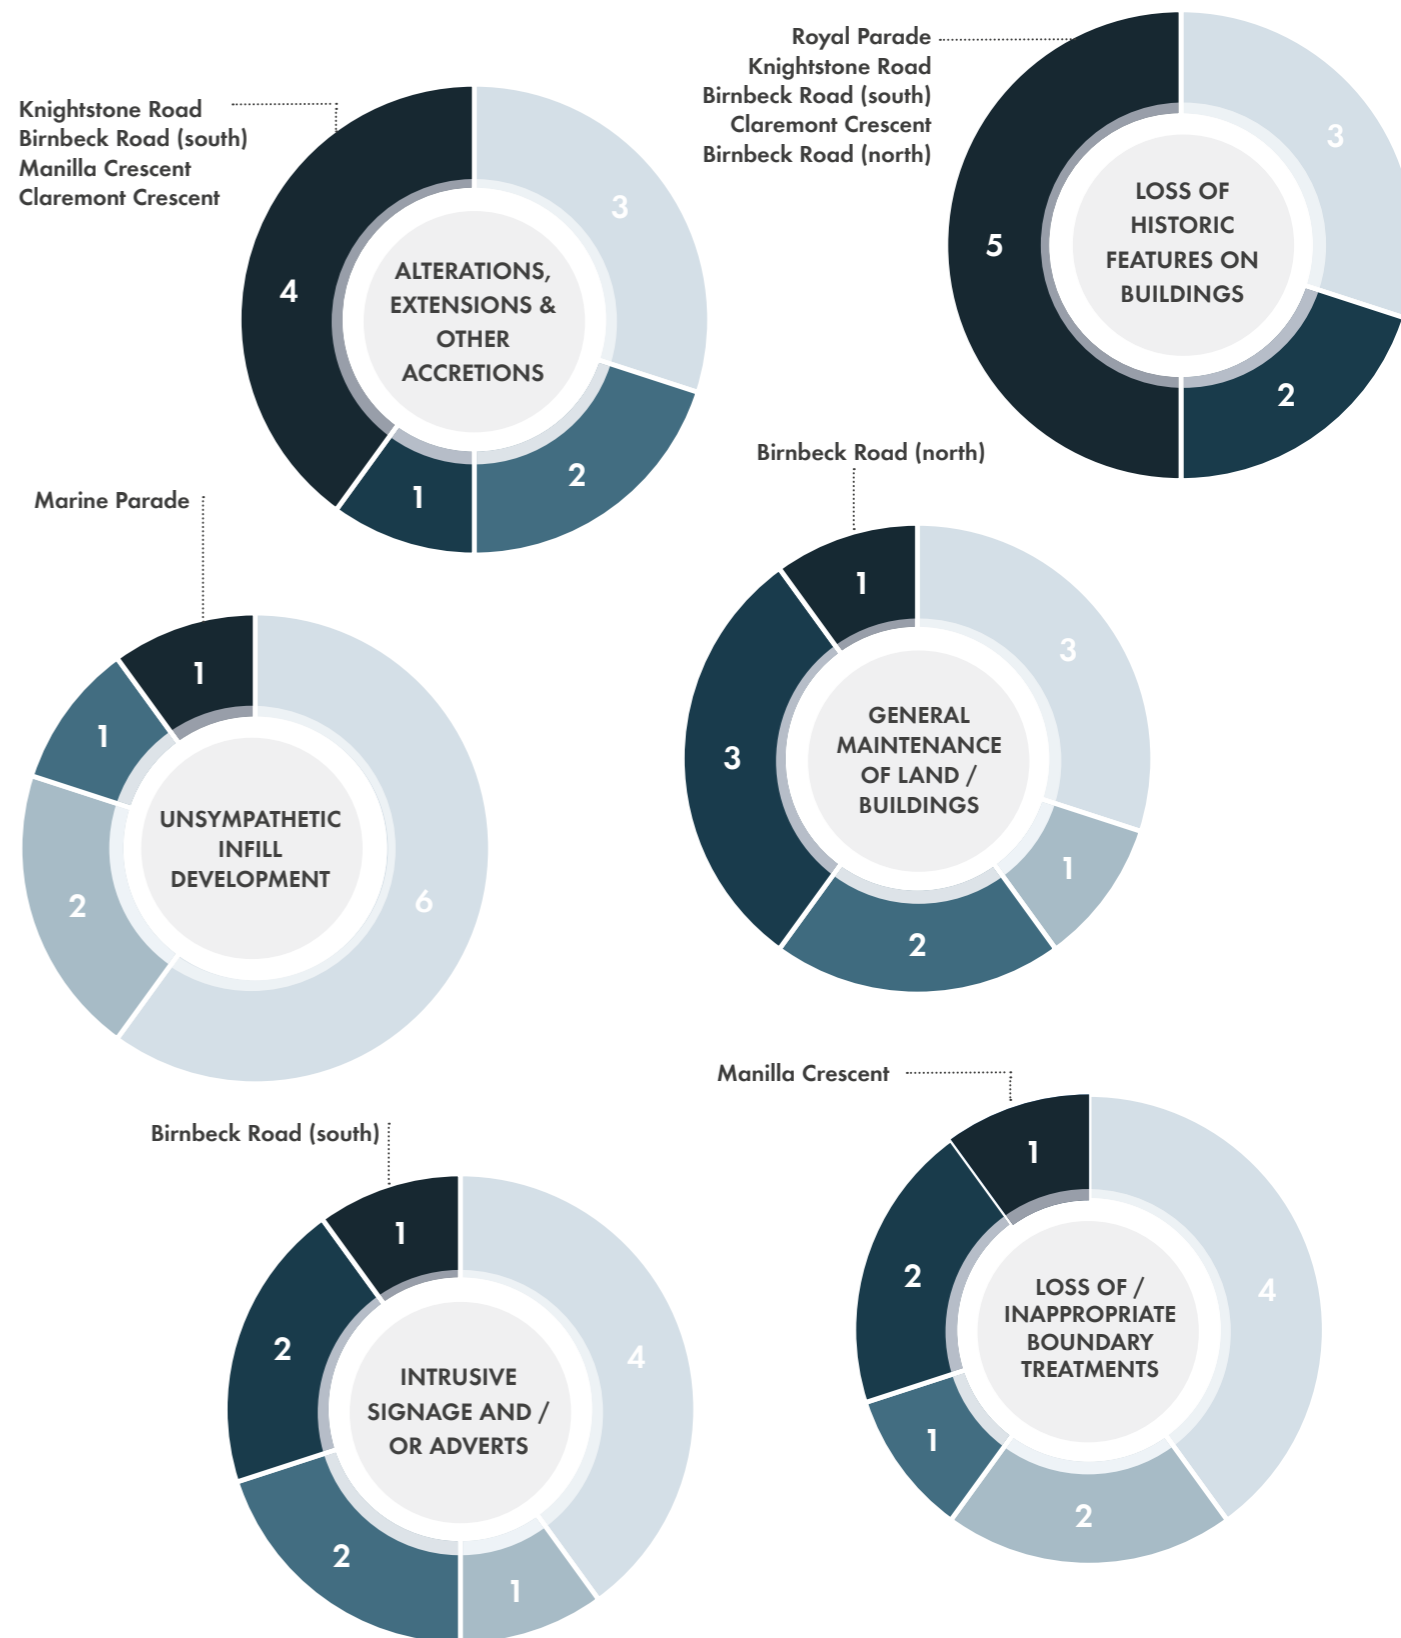 Knightstone Road
Birnbeck Road (south)
Manilla Crescent
Claremont Crescent
3
2
1
4
ALTERATIONS,
EXTENSIONS &
OTHER
ACCRETIONS
Royal Parade
Knightstone Road
Birnbeck Road (south)
Claremont Crescent
Birnbeck Road (north)
3
2
5
LOSS OF
HISTORIC
FEATURES ON
BUILDINGS
Marine Parade
1
1
2
6
UNSYMPATHETIC
INFILL
DEVELOPMENT
Birnbeck Road (north)
1
3
3
1
2
GENERAL
MAINTENANCE
OF LAND /
BUILDINGS
Birnbeck Road (south)
1
2
4
2
1
INTRUSIVE
SIGNAGE AND /
OR ADVERTS
Manilla Crescent
1
2
4
1
2
LOSS OF /
INAPPROPRIATE
BOUNDARY
TREATMENTS